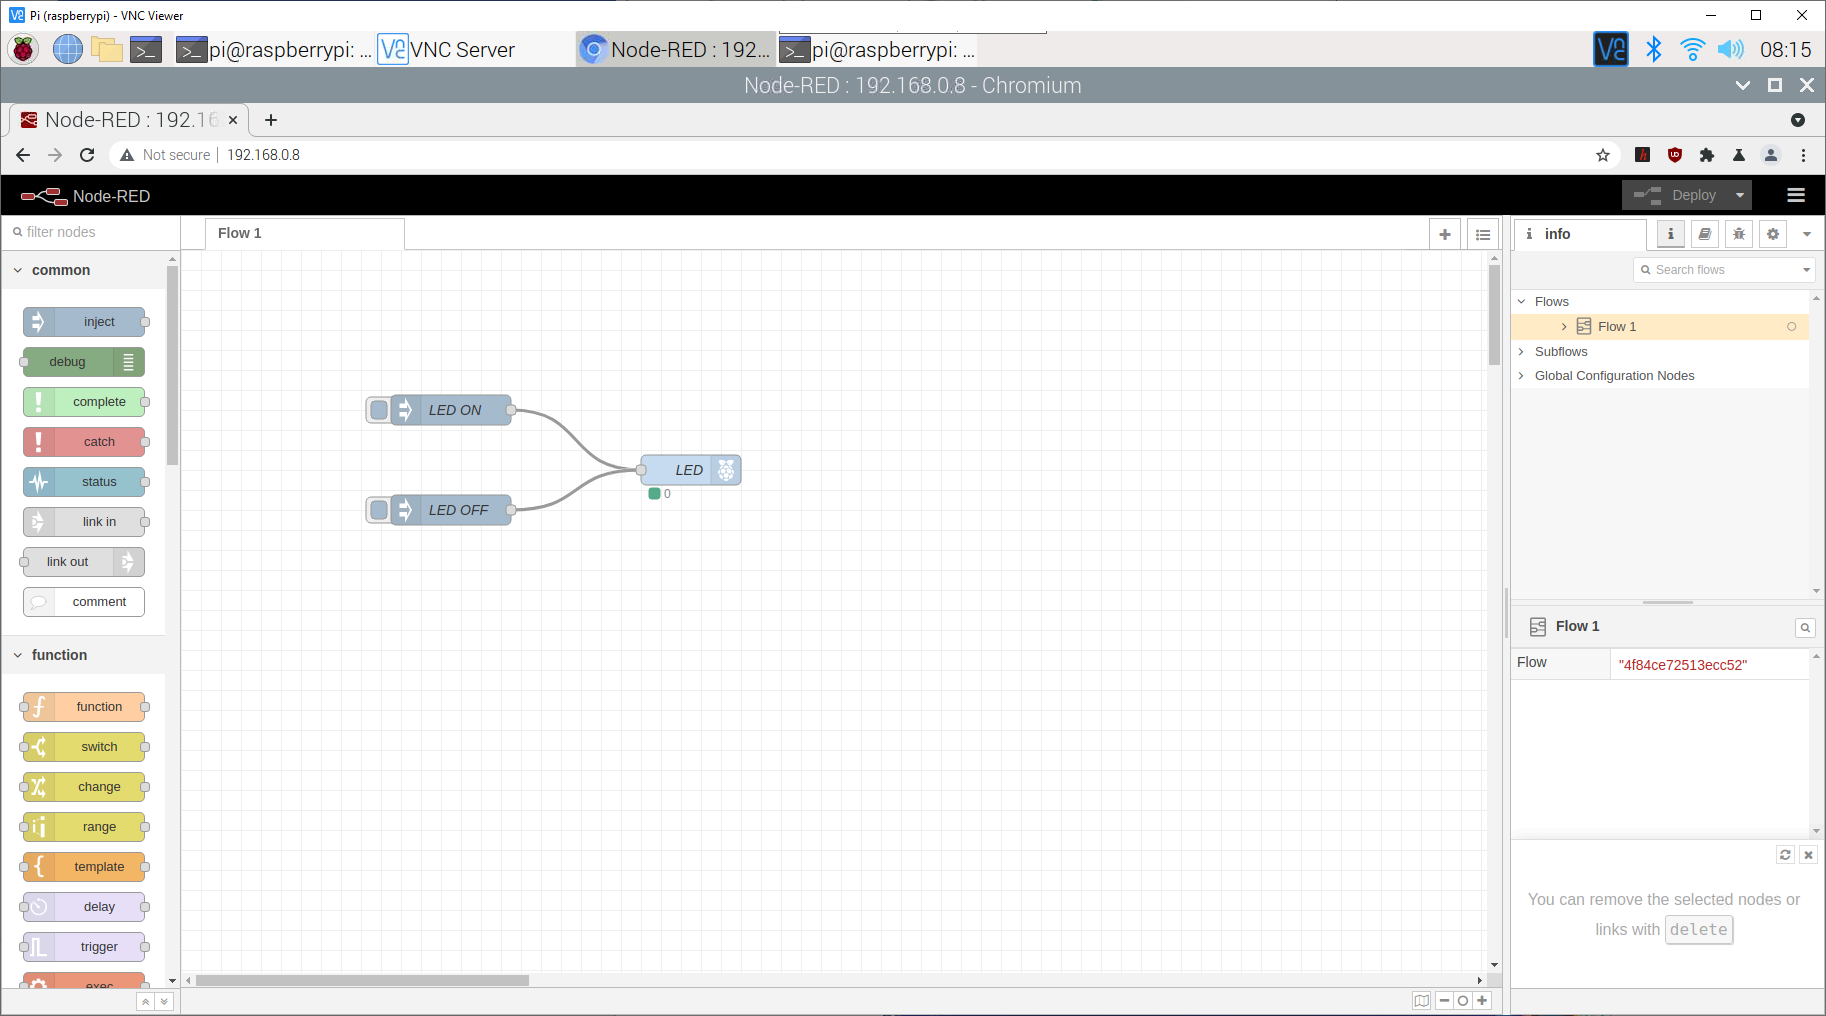 Pi (raspberrypi) - VNC Viewer
pi@raspberrypi: ...
VNC Server
Node-RED : 192...
pi@raspberrypi: ...
08:15
Node-RED : 192.168.0.8 - Chromium
Node-RED : 192.16
Not secure
192.168.0.8
Node-RED
Deploy
filter nodes
Flow 1
info
common
Search flows
inject
debug
complete
catch
status
link in
link out
comment
function
function
switch
change
range
template
delay
trigger
exec
LED ON
LED OFF
LED
0
Flows
Flow 1
Subflows
Global Configuration Nodes
Flow 1
Flow
"4f84ce72513ecc52"
You can remove the selected nodes or
links with delete